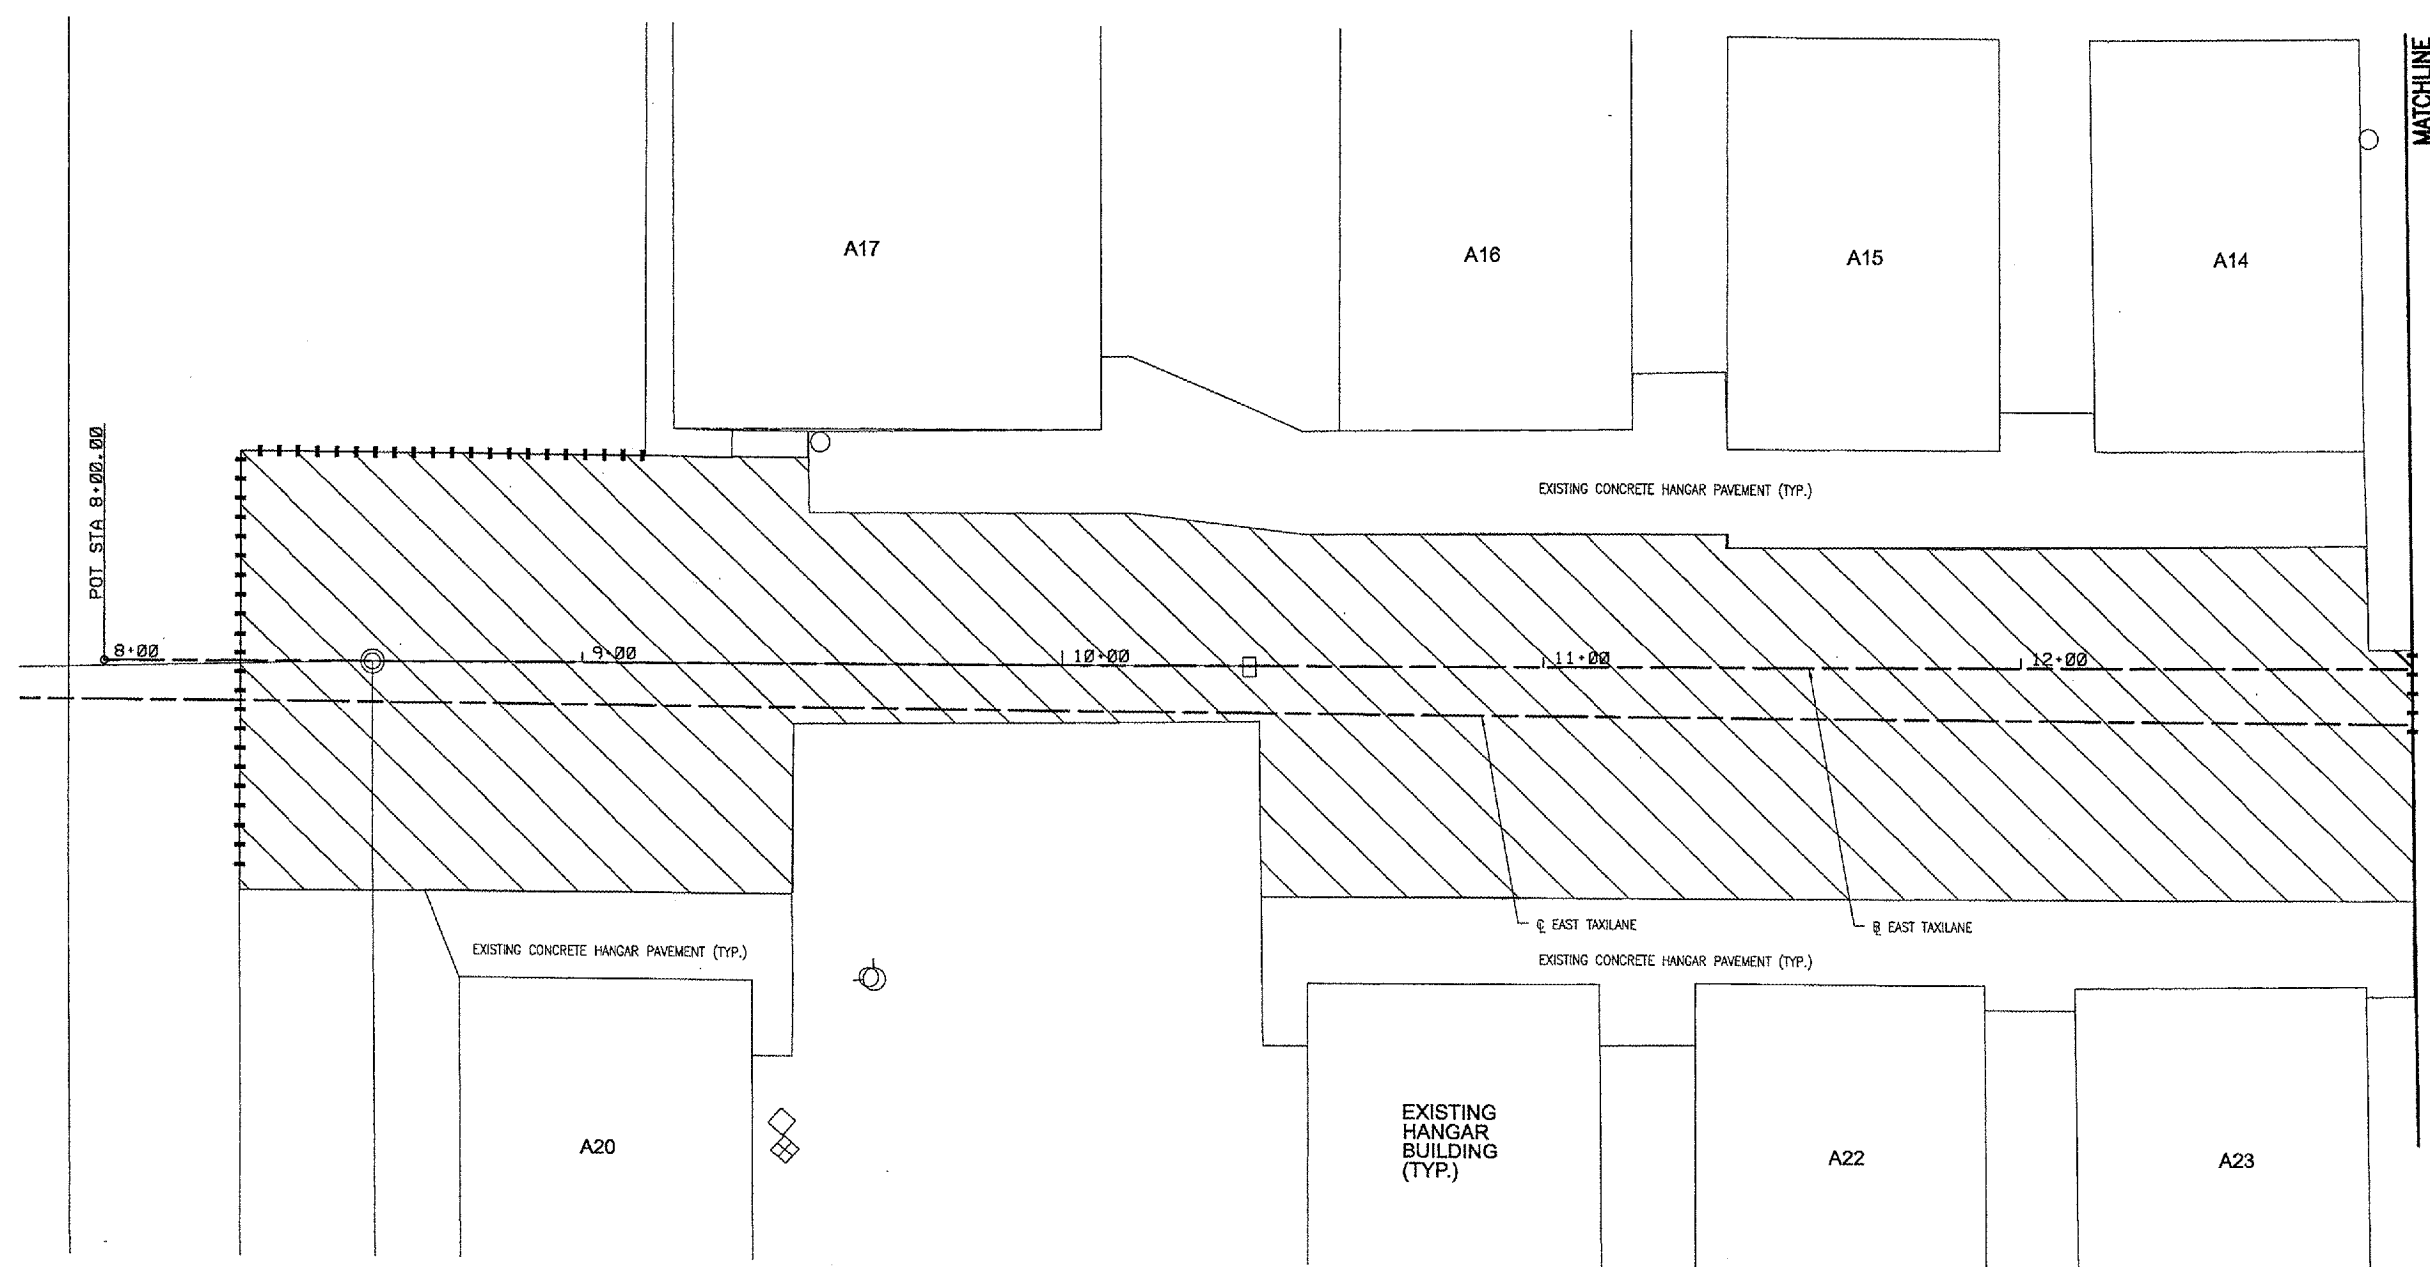 MATCHLINE
A17
A16
A15
A14
POT STA 8+00.00
EXISTING CONCRETE HANGAR PAVEMENT (TYP.)
8+00
9+00
10+00
11+00
12+00
℄ EAST TAXILANE
B̲L̲ EAST TAXILANE
EXISTING CONCRETE HANGAR PAVEMENT (TYP.)
EXISTING CONCRETE HANGAR PAVEMENT (TYP.)
A20
EXISTING
HANGAR
BUILDING
(TYP.)
A22
A23